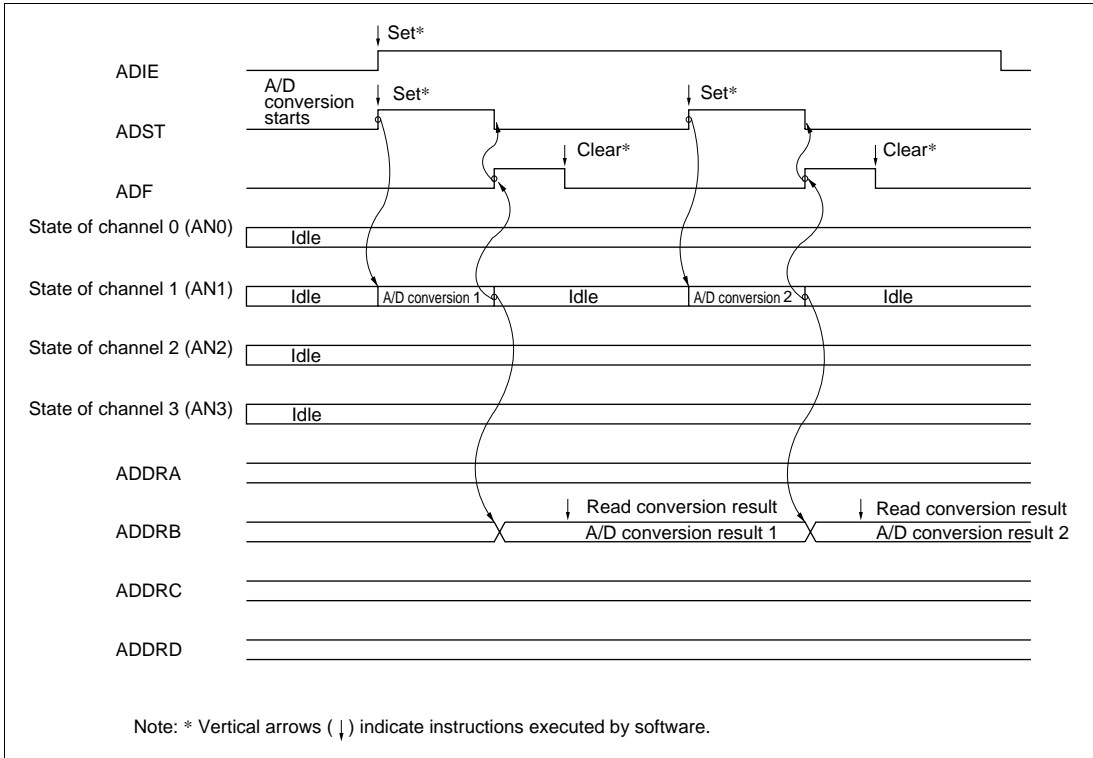 Set*
ADIE
A/D
conversion
starts
Set*
Set*
ADST
Clear*
Clear*
ADF
State of channel 0 (AN0)
Idle
State of channel 1 (AN1)
Idle
A/D conversion 1
Idle
A/D conversion 2
Idle
State of channel 2 (AN2)
Idle
State of channel 3 (AN3)
Idle
ADDRA
Read conversion result
Read conversion result
ADDRB
A/D conversion result 1
A/D conversion result 2
ADDRC
ADDRD
Note: * Vertical arrows (↓) indicate instructions executed by software.